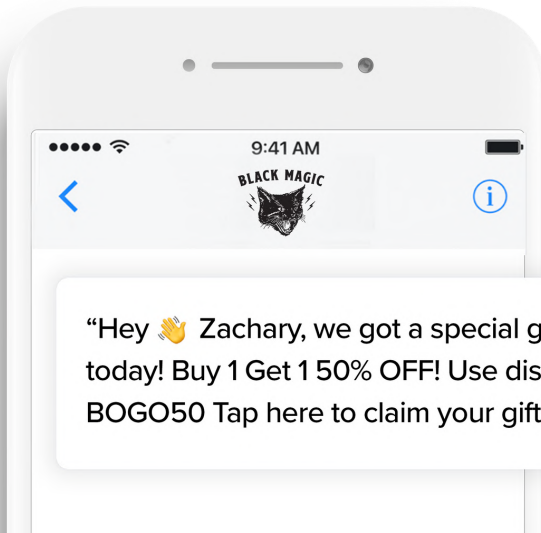 9:41 AM
BLACK MAGIC
i
“Hey 👋 Zachary, we got a special g
today! Buy 1 Get 1 50% OFF! Use dis
BOGO50 Tap here to claim your gift